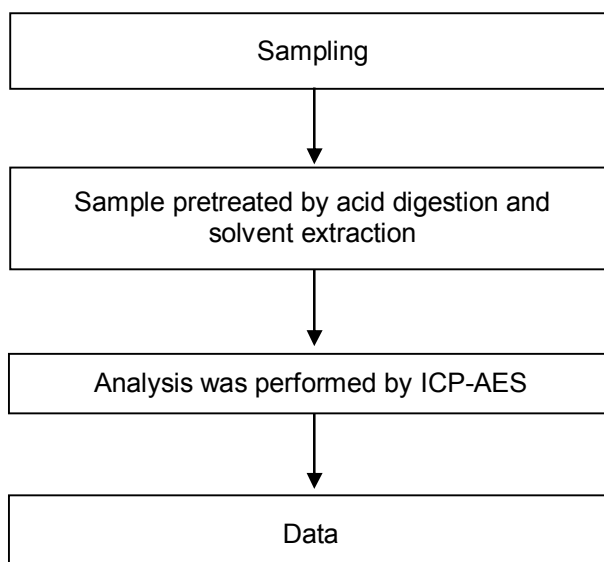 Sampling
Sample pretreated by acid digestion and
solvent extraction
Analysis was performed by ICP-AES
Data